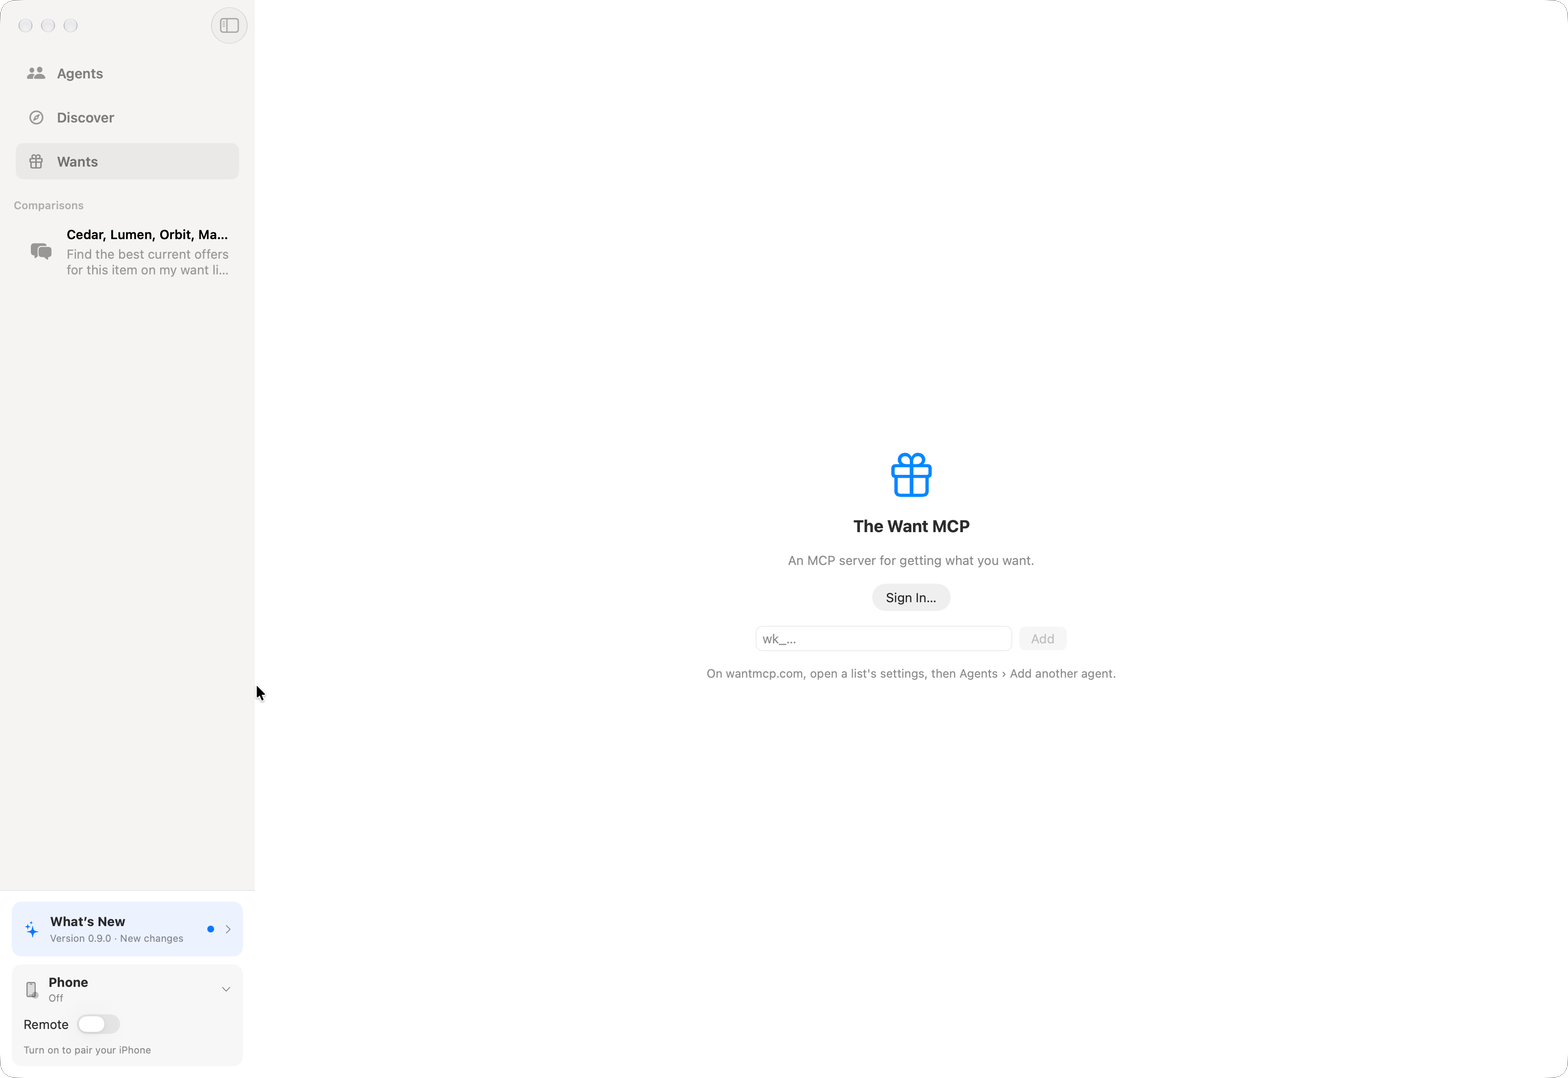 Agents
Discover
Wants
Comparisons
Cedar, Lumen, Orbit, Ma...
Find the best current offers
for this item on my want li...
The Want MCP
An MCP server for getting what you want.
Sign In...
wk_...
Add
On wantmcp.com, open a list's settings, then Agents › Add another agent.
What’s New
Version 0.9.0 · New changes
Phone
Off
Remote
Turn on to pair your iPhone